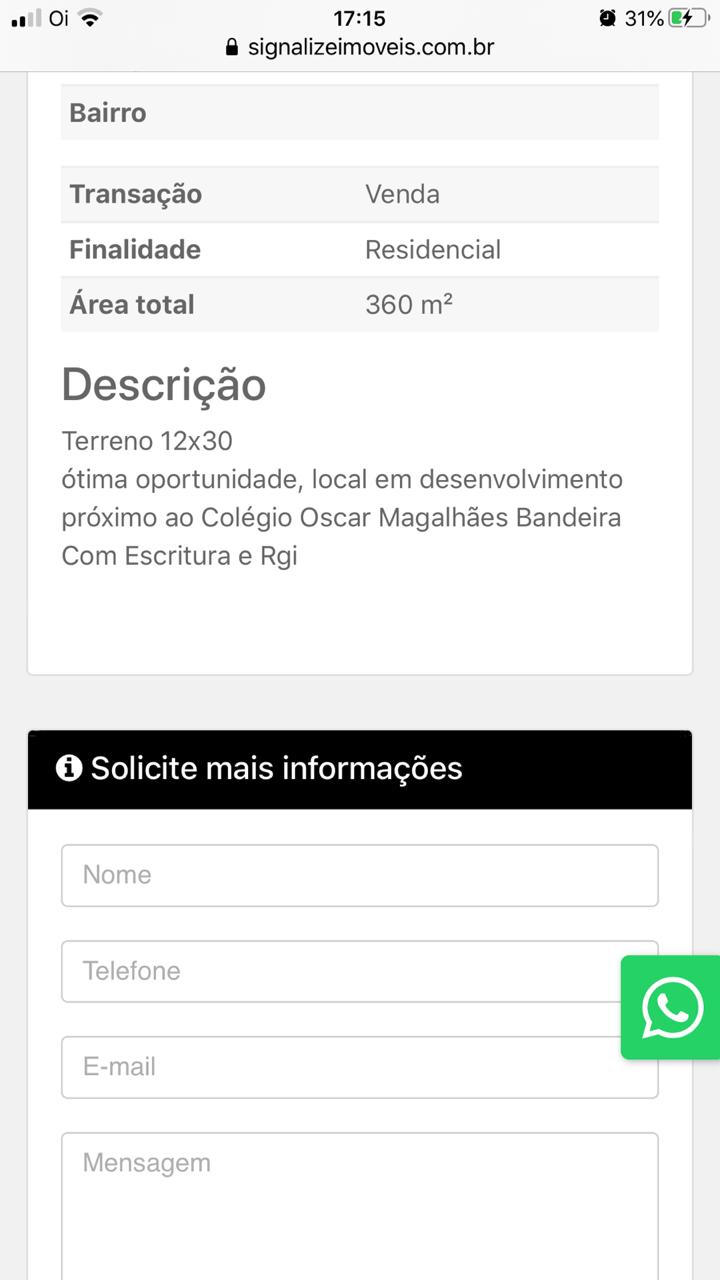 Oi 17:15 31%
signalizeimoveis.com.br
Bairro
Transação Venda
Finalidade Residencial
Área total 360 m²
Descrição
Terreno 12x30
ótima oportunidade, local em desenvolvimento
próximo ao Colégio Oscar Magalhães Bandeira
Com Escritura e Rgi
Solicite mais informações
Nome
Telefone
E-mail
Mensagem